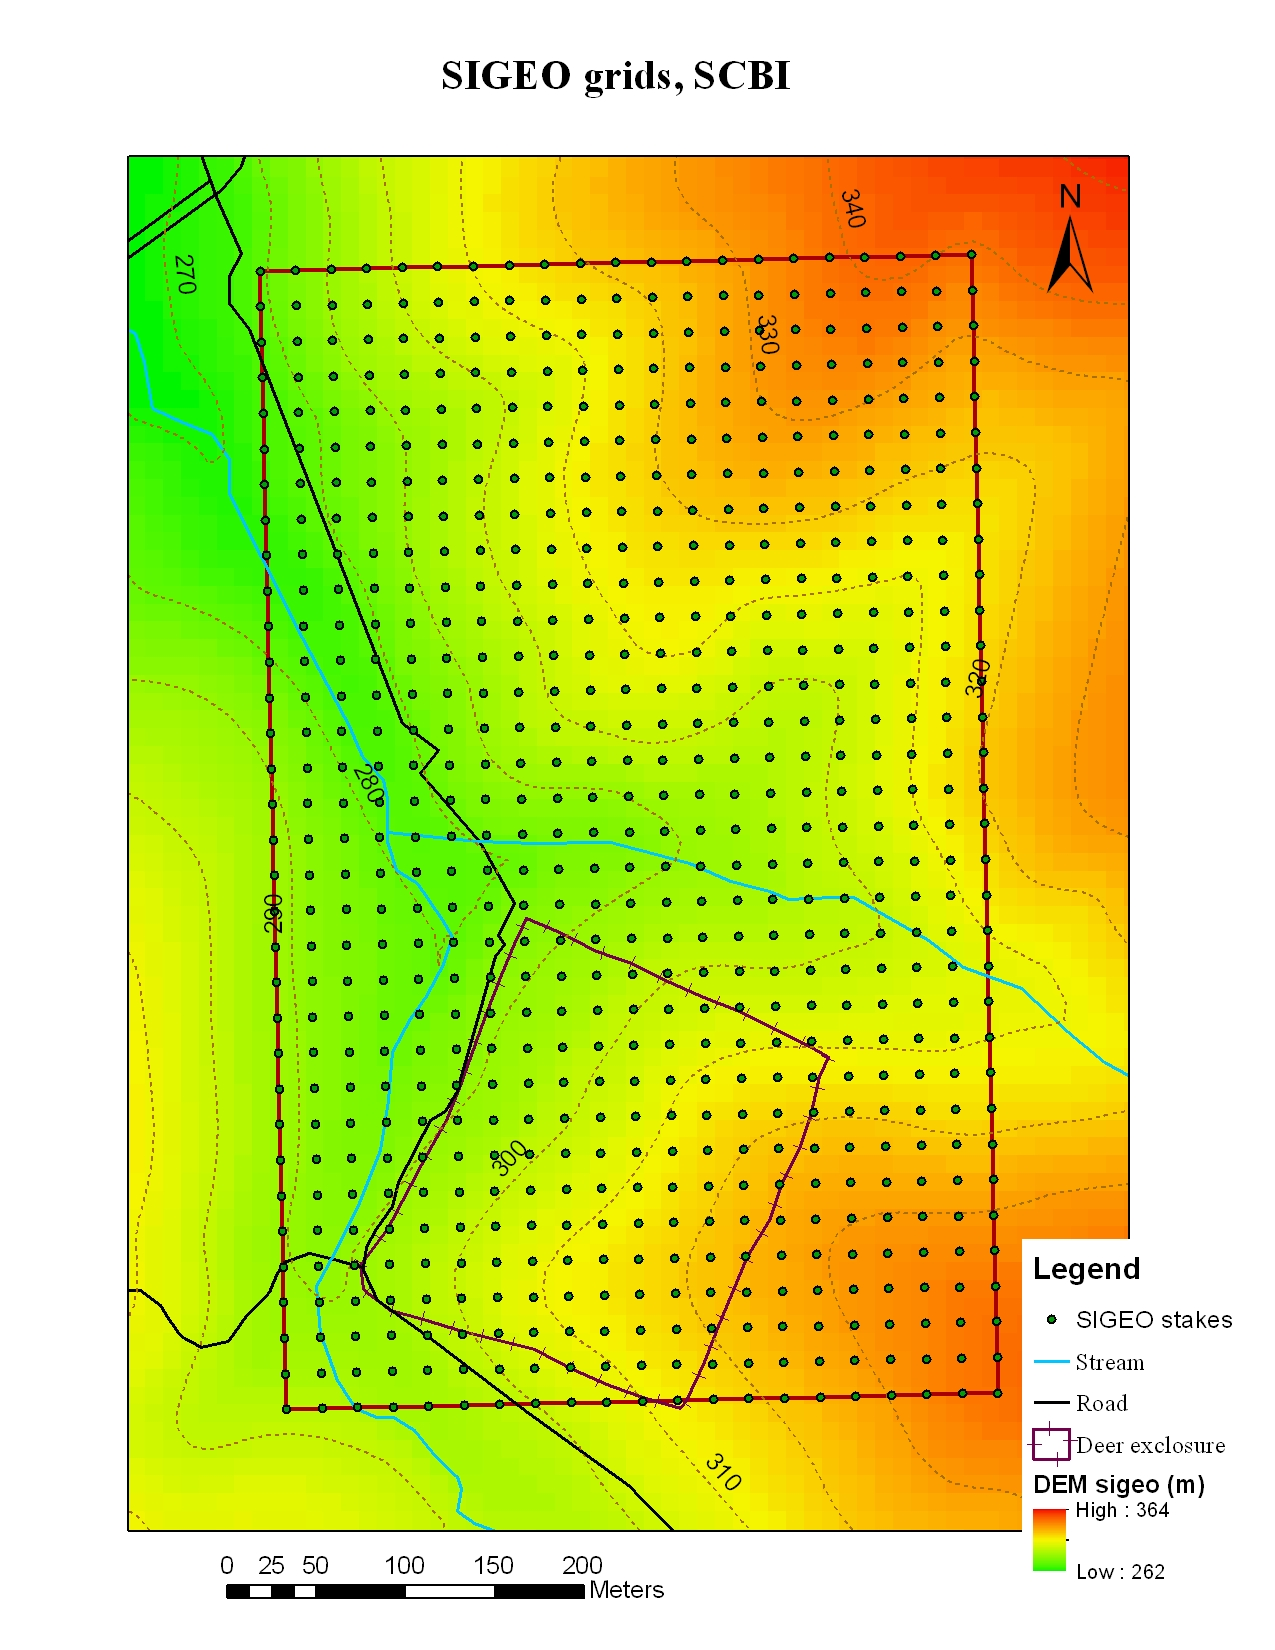 SIGEO grids, SCBI
N
340
270
330
320
280
290
300
310
Legend
SIGEO stakes
Stream
Road
Deer exclosure
DEM sigeo (m)
High : 364
Low : 262
0 25 50 100 150 200
Meters